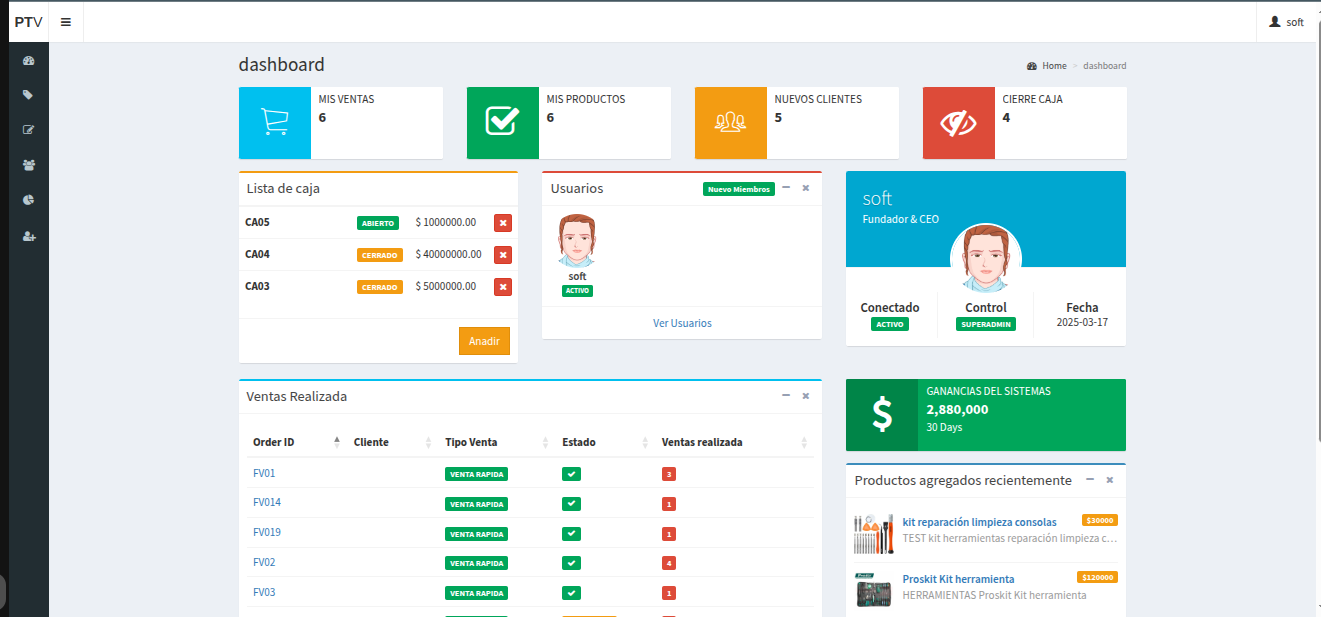 PTV
soft
dashboard
Home > dashboard
MIS VENTAS
6
MIS PRODUCTOS
6
NUEVOS CLIENTES
5
CIERRE CAJA
4
Lista de caja
CA05 ABIERTO $ 1000000.00
CA04 CERRADO $ 40000000.00
CA03 CERRADO $ 5000000.00
Anadir
Usuarios
Nuevo Miembros
soft
ACTIVO
Ver Usuarios
soft
Fundador & CEO
Conectado Control Fecha
ACTIVO SUPERADMIN 2025-03-17
Ventas Realizada
Order ID Cliente Tipo Venta Estado Ventas realizada
FV01 VENTA RAPIDA 3
FV014 VENTA RAPIDA 1
FV019 VENTA RAPIDA 1
FV02 VENTA RAPIDA 4
FV03 VENTA RAPIDA 1
GANANCIAS DEL SISTEMAS
2,880,000
30 Days
Productos agregados recientemente
kit reparación limpieza consolas $30000
TEST kit herramientas reparación limpieza c...
Proskit Kit herramienta $120000
HERRAMIENTAS Proskit Kit herramienta